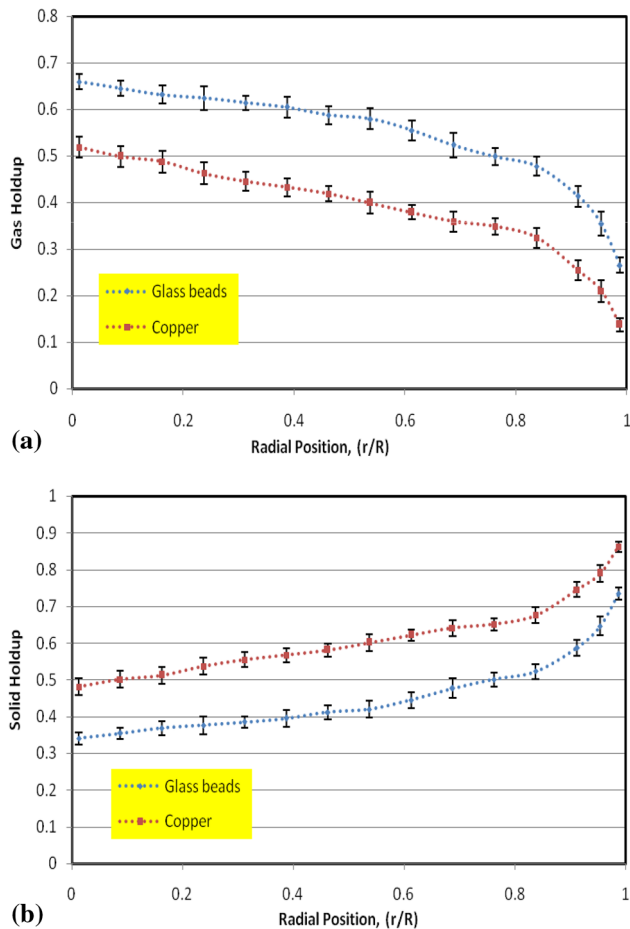 0.8
0.7
0.6
0.5
0.4
0.3
0.2
0.1
0
Gas Holdup
Glass beads
Copper
0 0.2 0.4 0.6 0.8 1
Radial Position, (r/R)
(a)
1
0.9
0.8
0.7
0.6
0.5
0.4
0.3
0.2
0.1
0
Solid Holdup
Glass beads
Copper
0 0.2 0.4 0.6 0.8 1
Radial Position, (r/R)
(b)